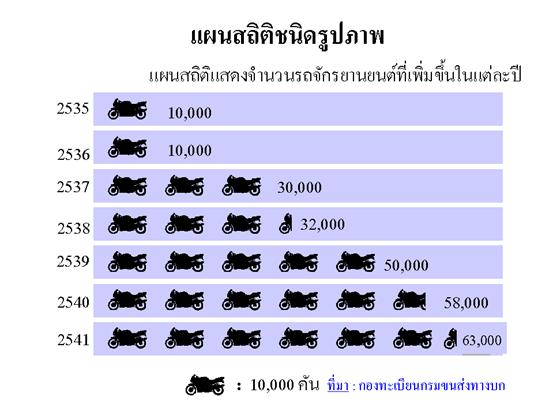 แผนสถิติชนิดรูปภาพ
แผนสถิติแสดงจำนวนรถจักรยานยนต์ที่เพิ่มขึ้นในแต่ละปี
2535 10,000
2536 10,000
2537 30,000
2538 32,000
2539 50,000
2540 58,000
2541 63,000
: 10,000 คัน ที่มา : กองทะเบียนกรมขนส่งทางบก